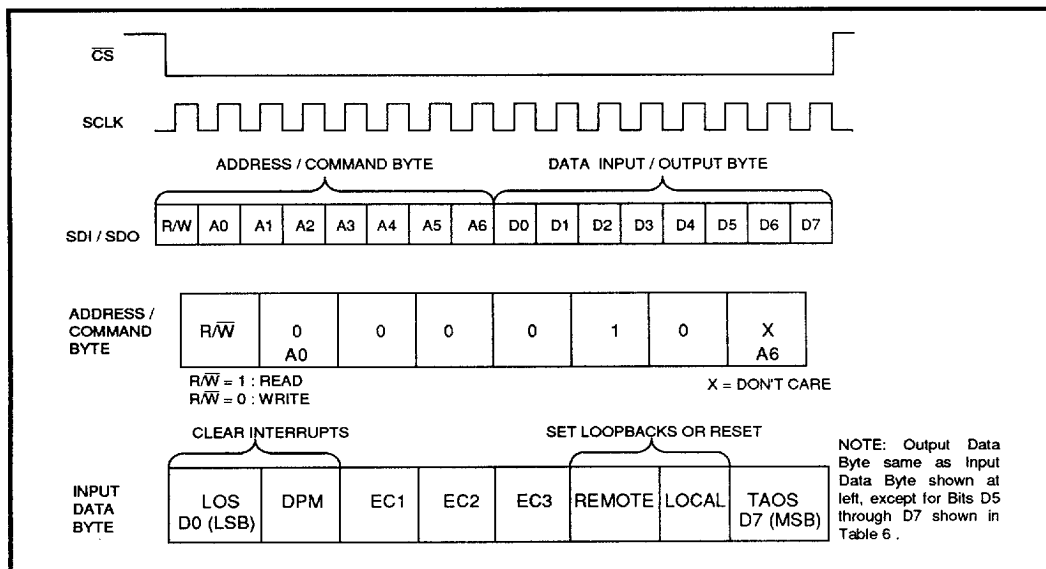 CS
SCLK
ADDRESS / COMMAND BYTE DATA INPUT / OUTPUT BYTE
SDI / SDO R/W A0 A1 A2 A3 A4 A5 A6 D0 D1 D2 D3 D4 D5 D6 D7
ADDRESS /
COMMAND
BYTE
R/W̅ 0 0 0 0 1 0 X
A0 A6
R/W̅ = 1 : READ
R/W̅ = 0 : WRITE
X = DON'T CARE
CLEAR INTERRUPTS SET LOOPBACKS OR RESET
INPUT
DATA
BYTE
LOS DPM EC1 EC2 EC3 REMOTE LOCAL TAOS
D0 (LSB) D7 (MSB)
NOTE: Output Data
Byte same as Input
Data Byte shown at
left, except for Bits D5
through D7 shown in
Table 6 .